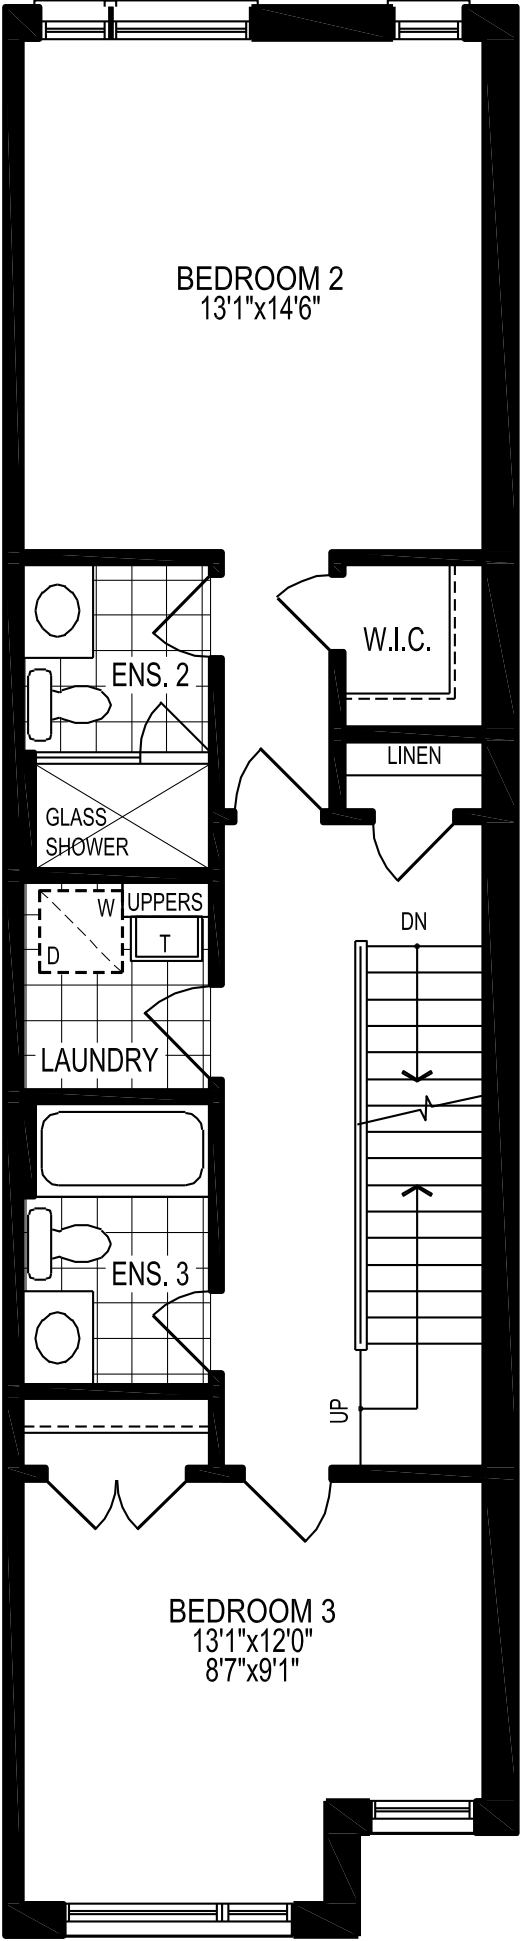 BEDROOM 2
13'1"x14'6"
W.I.C.
ENS. 2
LINEN
GLASS
SHOWER
W
UPPERS
D
T
DN
LAUNDRY
ENS. 3
UP
BEDROOM 3
13'1"x12'0"
8'7"x9'1"